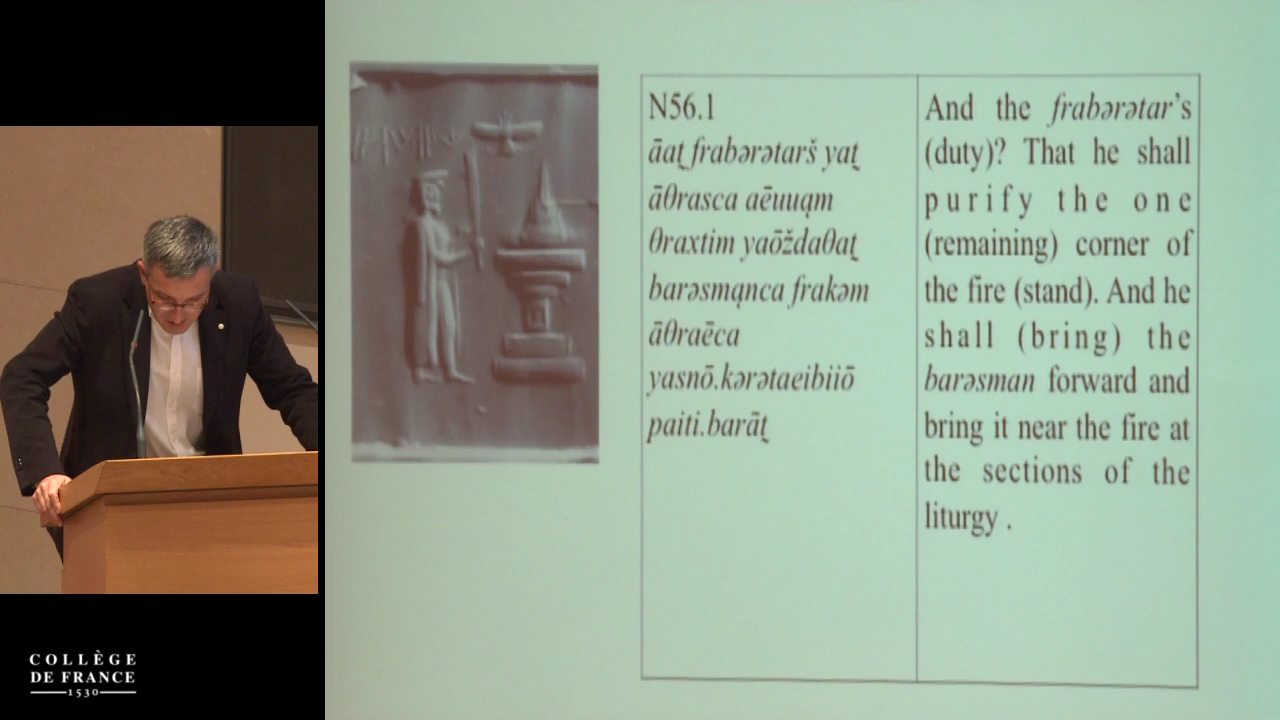 N56.1
āat̰ frabərətarš yat̰
āθrasca aēuuąm
θraxtim yaōždaθat̰
barəsmąnca frakəm
āθraēca
yasnō.kərətaeibiiō
paiti.barāt̰
And the frabərətar's
(duty)? That he shall
purify the one
(remaining) corner of
the fire (stand). And he
shall (bring) the
barəsman forward and
bring it near the fire at
the sections of the
liturgy .
COLLÈGE
DE FRANCE
1530